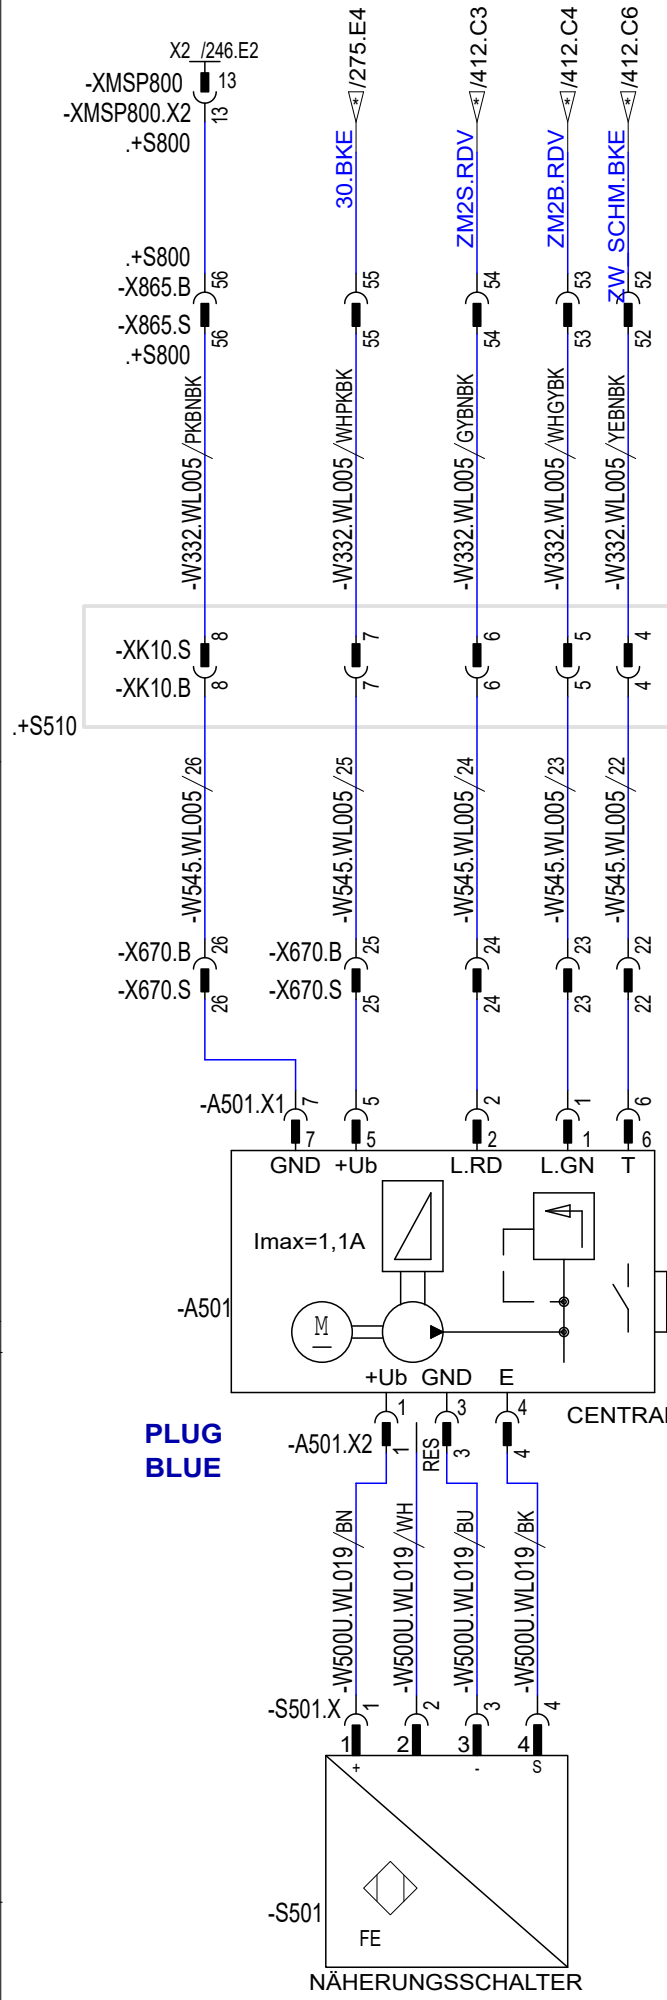 X2 /246.E2
-XMSP800 13
-XMSP800.X2 13
.+S800
*/275.E4
*/412.C3
*/412.C4
*/412.C6
30.BKE
ZM2S.RDV
ZM2B.RDV
ZW_SCHM.BKE
.+S800
-X865.B 56 55 54 53 52
-X865.S 56 55 54 53 52
.+S800
-W332.WL005 /PKBNBK
-W332.WL005 /WHPKBK
-W332.WL005 /GYBNBK
-W332.WL005 /WHGYBK
-W332.WL005 /YEBNBK
-XK10.S 8 7 6 5 4
-XK10.B 8 7 6 5 4
.+S510
-W545.WL005 /26
-W545.WL005 /25
-W545.WL005 /24
-W545.WL005 /23
-W545.WL005 /22
-X670.B 26 -X670.B 25 24 23 22
-X670.S 26 -X670.S 25 24 23 22
-A501.X1 7 5 2 1 6
7 5 2 1 6
GND +Ub L.RD L.GN T
Imax=1,1A
-A501
M
+Ub GND E
1 3 4
CENTRAL
-A501.X2 1 RES 3 4
PLUG
BLUE
-W500U.WL019 /BN
-W500U.WL019 /WH
-W500U.WL019 /BU
-W500U.WL019 /BK
-S501.X 1 2 3 4
1 2 3 4
+ - S
-S501
FE
NÄHERUNGSSCHALTER